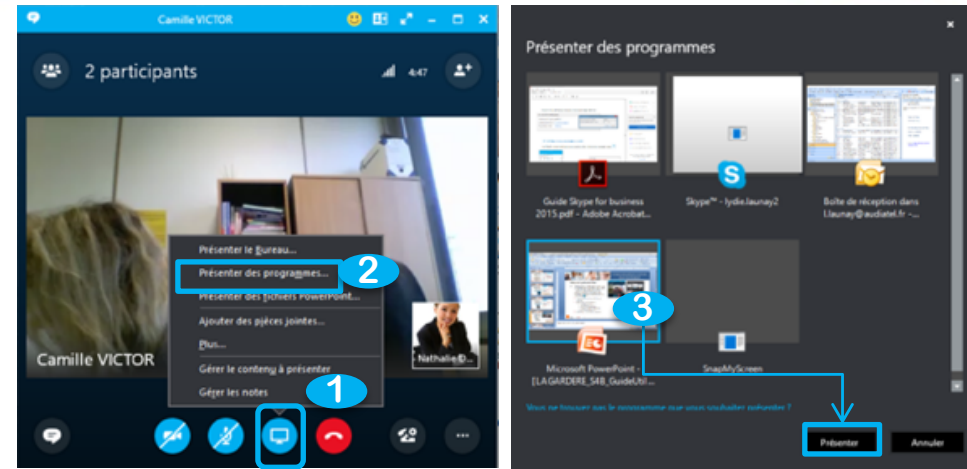 Camille VICTOR
2 participants
4:47
Présenter le Bureau...
Présenter des programmes...
2
Présenter des fichiers PowerPoint...
Ajouter des pièces jointes...
Plus...
Gérer le contenu à présenter
Gérer les notes
1
Camille VICTOR
Nathalie D...
Présenter des programmes
Guide Skype for business
2015.pdf - Adobe Acrobat...
Skype™ - lydie.launay2
Boîte de réception dans
l.launay@audiatel.fr -...
3
Microsoft PowerPoint -
[LAGARDERE_S4B_GuideUtil...
SnapMyScreen
Vous ne trouvez pas le programme que vous souhaitez présenter ?
Présenter
Annuler